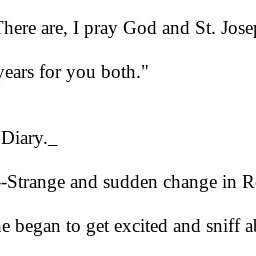 There are, I pray God and St. Josep
years for you both."
Diary._
--Strange and sudden change in R
e began to get excited and sniff a